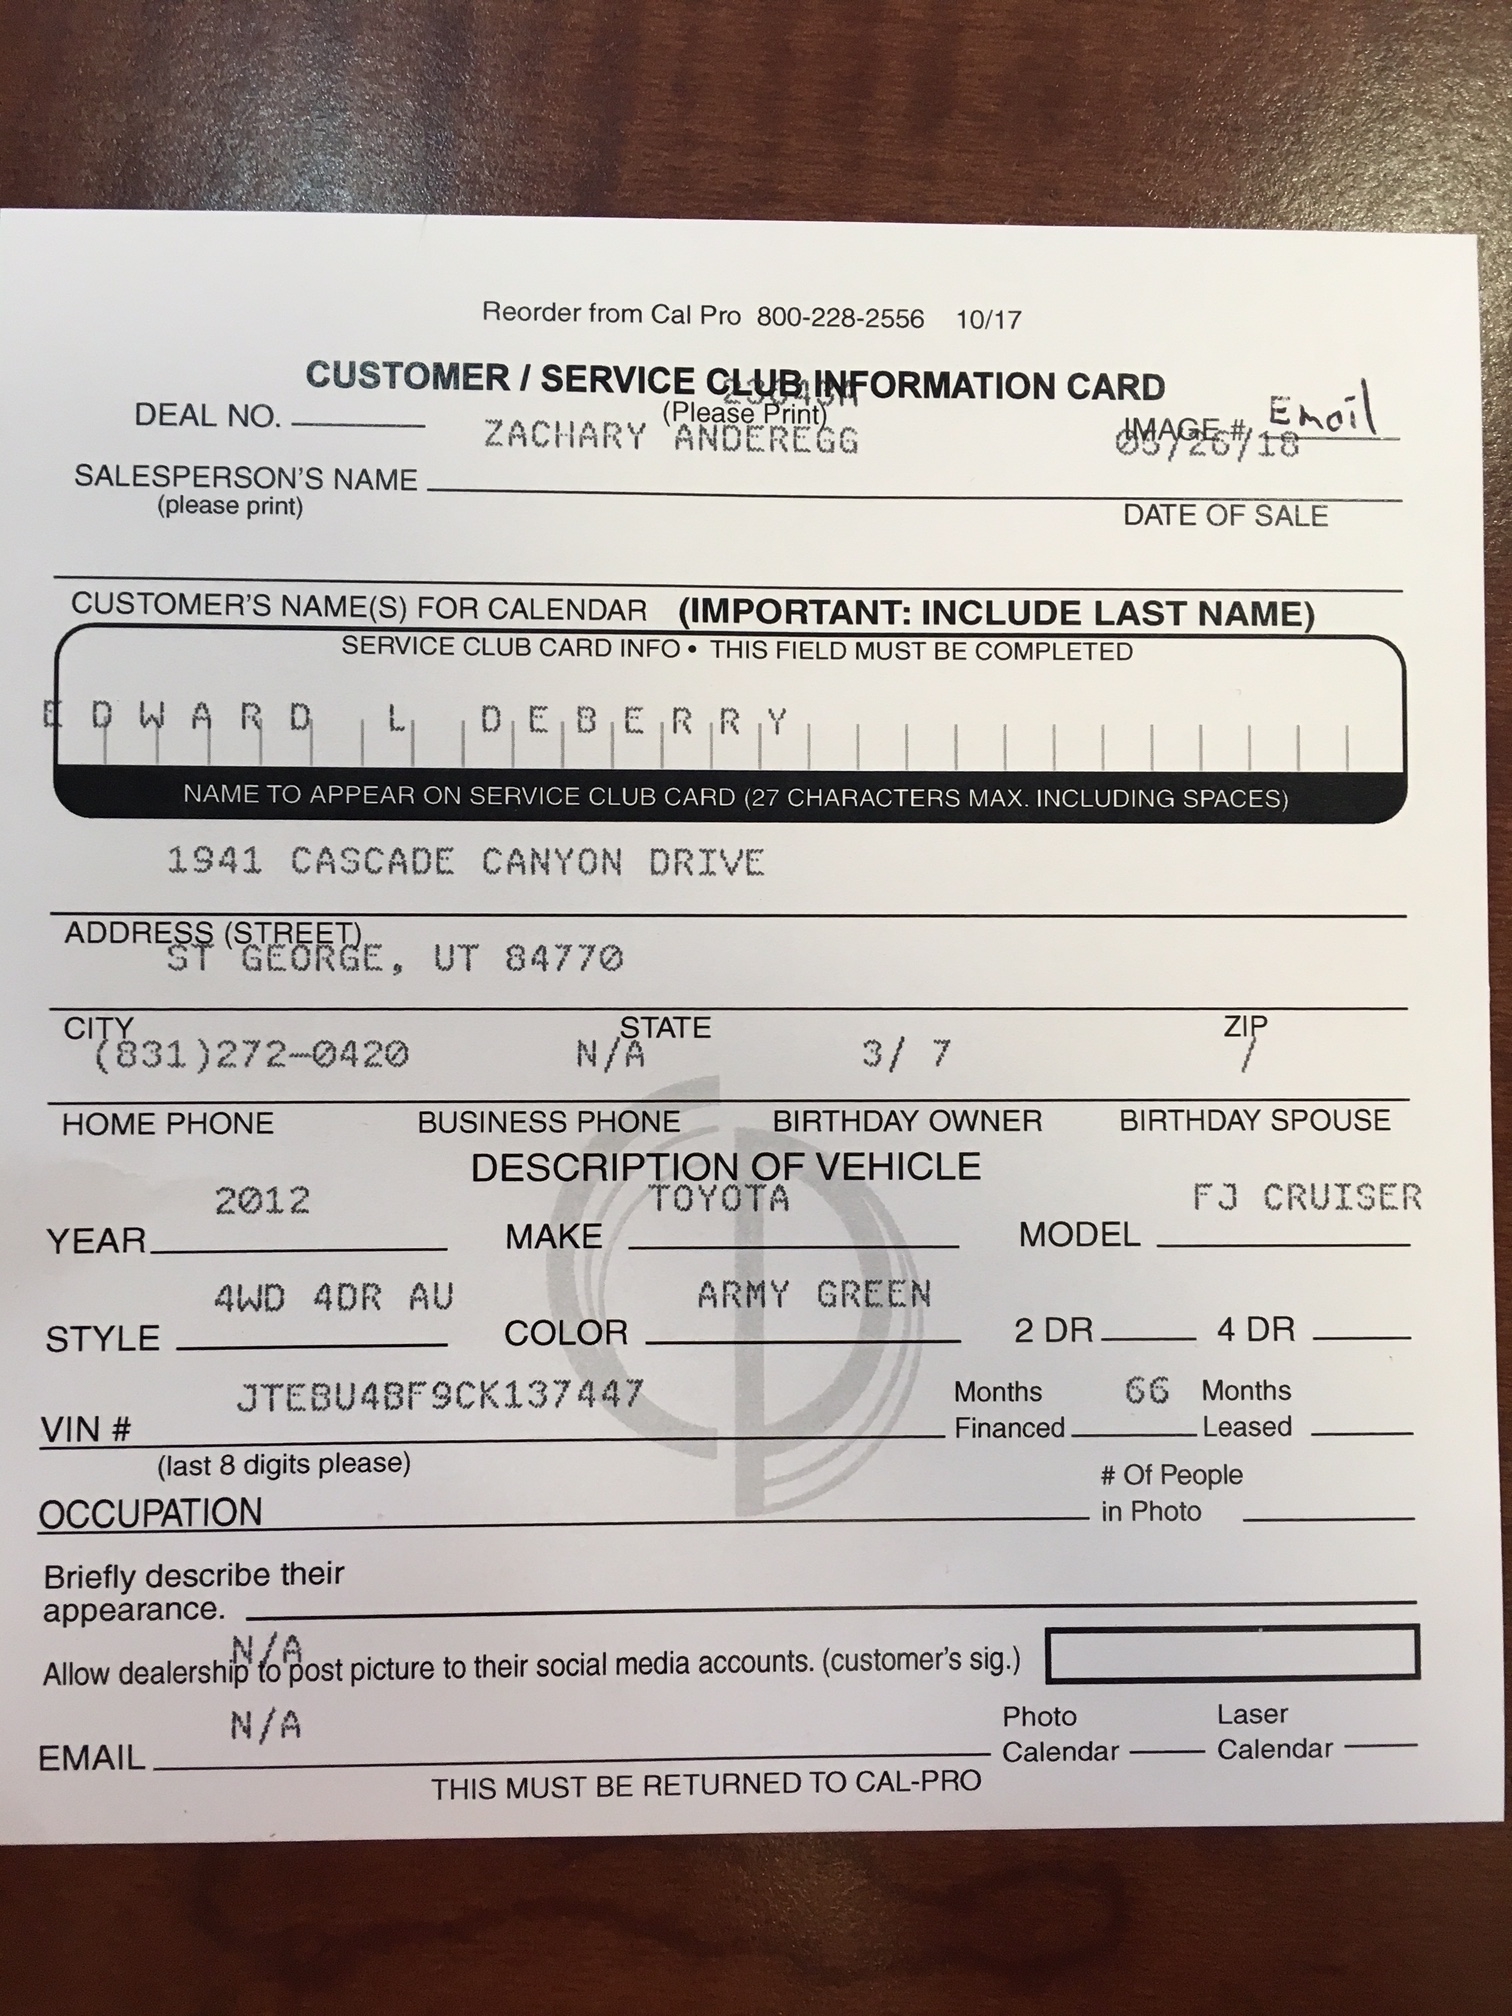 Reorder from Cal Pro 800-228-2556 10/17
CUSTOMER / SERVICE CLUB INFORMATION CARD
(Please Print)
DEAL NO.
IMAGE # Email
ZACHARY ANDEREGG
05/26/18
SALESPERSON'S NAME
(please print)
DATE OF SALE
CUSTOMER'S NAME(S) FOR CALENDAR (IMPORTANT: INCLUDE LAST NAME)
SERVICE CLUB CARD INFO • THIS FIELD MUST BE COMPLETED
EDWARD L DEBERRY
NAME TO APPEAR ON SERVICE CLUB CARD (27 CHARACTERS MAX. INCLUDING SPACES)
1941 CASCADE CANYON DRIVE
ADDRESS (STREET)
ST GEORGE, UT 84770
CITY STATE ZIP
(831)272-0420 N/A 3/ 7 /
HOME PHONE BUSINESS PHONE BIRTHDAY OWNER BIRTHDAY SPOUSE
DESCRIPTION OF VEHICLE
2012 TOYOTA FJ CRUISER
YEAR MAKE MODEL
4WD 4DR AU ARMY GREEN
STYLE COLOR 2 DR 4 DR
JTEBU4BF9CK137447
VIN #
(last 8 digits please)
Months Financed 66 Months Leased
OCCUPATION
# Of People in Photo
Briefly describe their
appearance.
N/A
Allow dealership to post picture to their social media accounts. (customer's sig.)
N/A
EMAIL
Photo Calendar Laser Calendar
THIS MUST BE RETURNED TO CAL-PRO